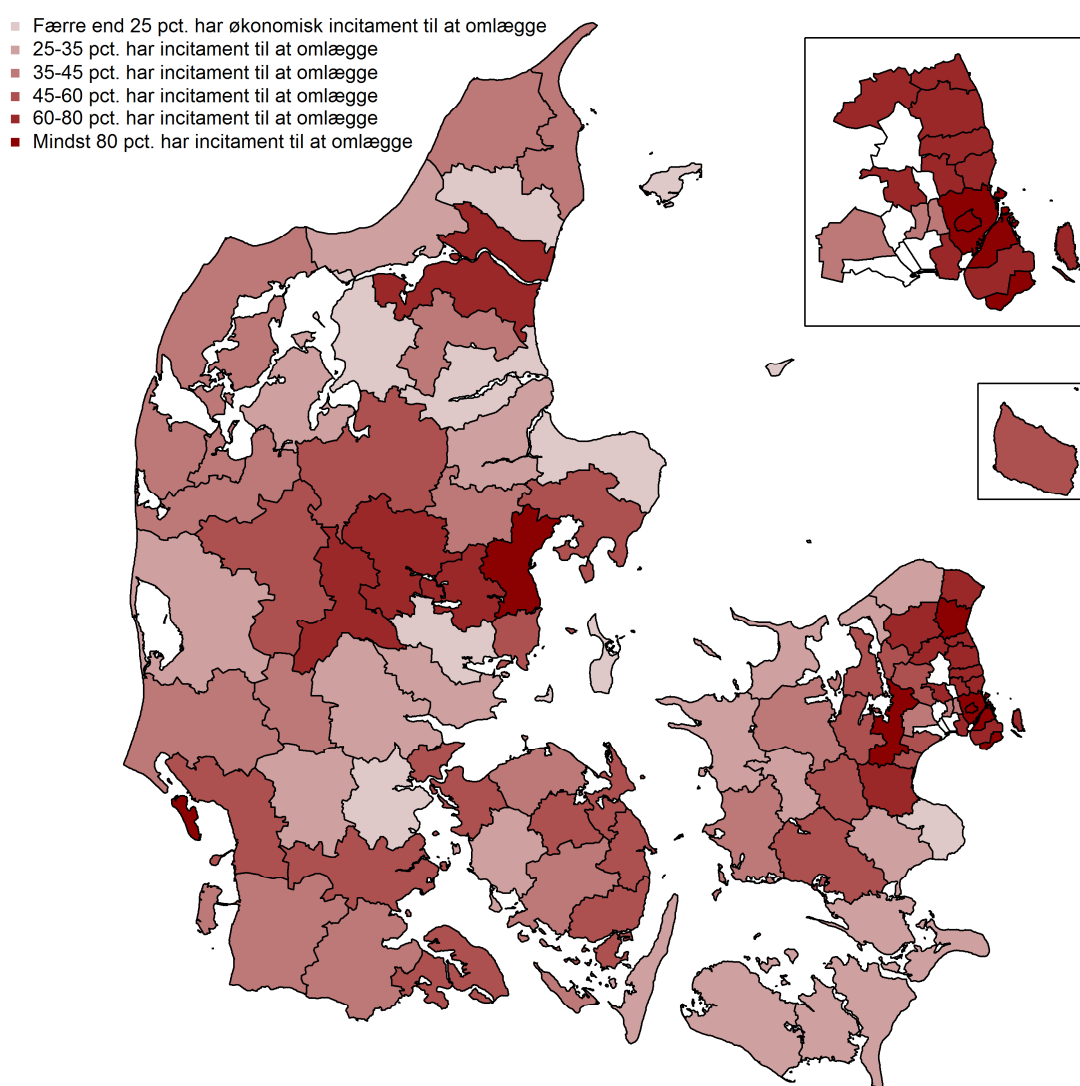 Færre end 25 pct. har økonomisk incitament til at omlægge
25-35 pct. har incitament til at omlægge
35-45 pct. har incitament til at omlægge
45-60 pct. har incitament til at omlægge
60-80 pct. har incitament til at omlægge
Mindst 80 pct. har incitament til at omlægge